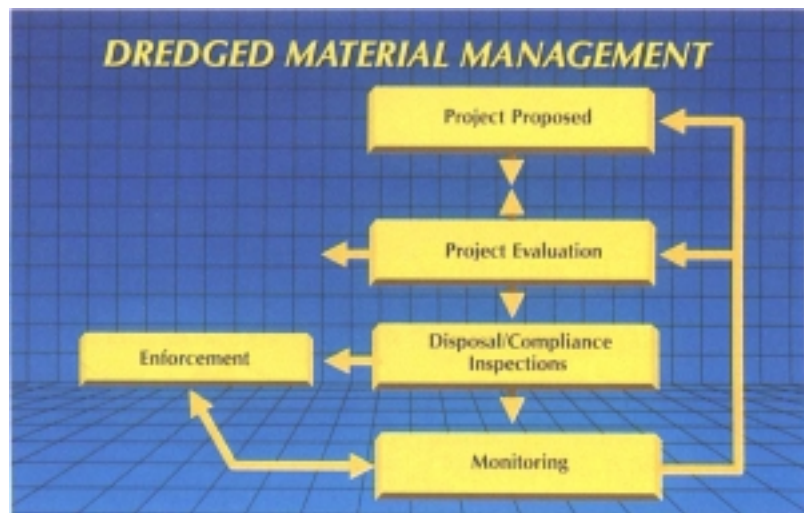 DREDGED MATERIAL MANAGEMENT
Project Proposed
Project Evaluation
Disposal/Compliance
Inspections
Enforcement
Monitoring